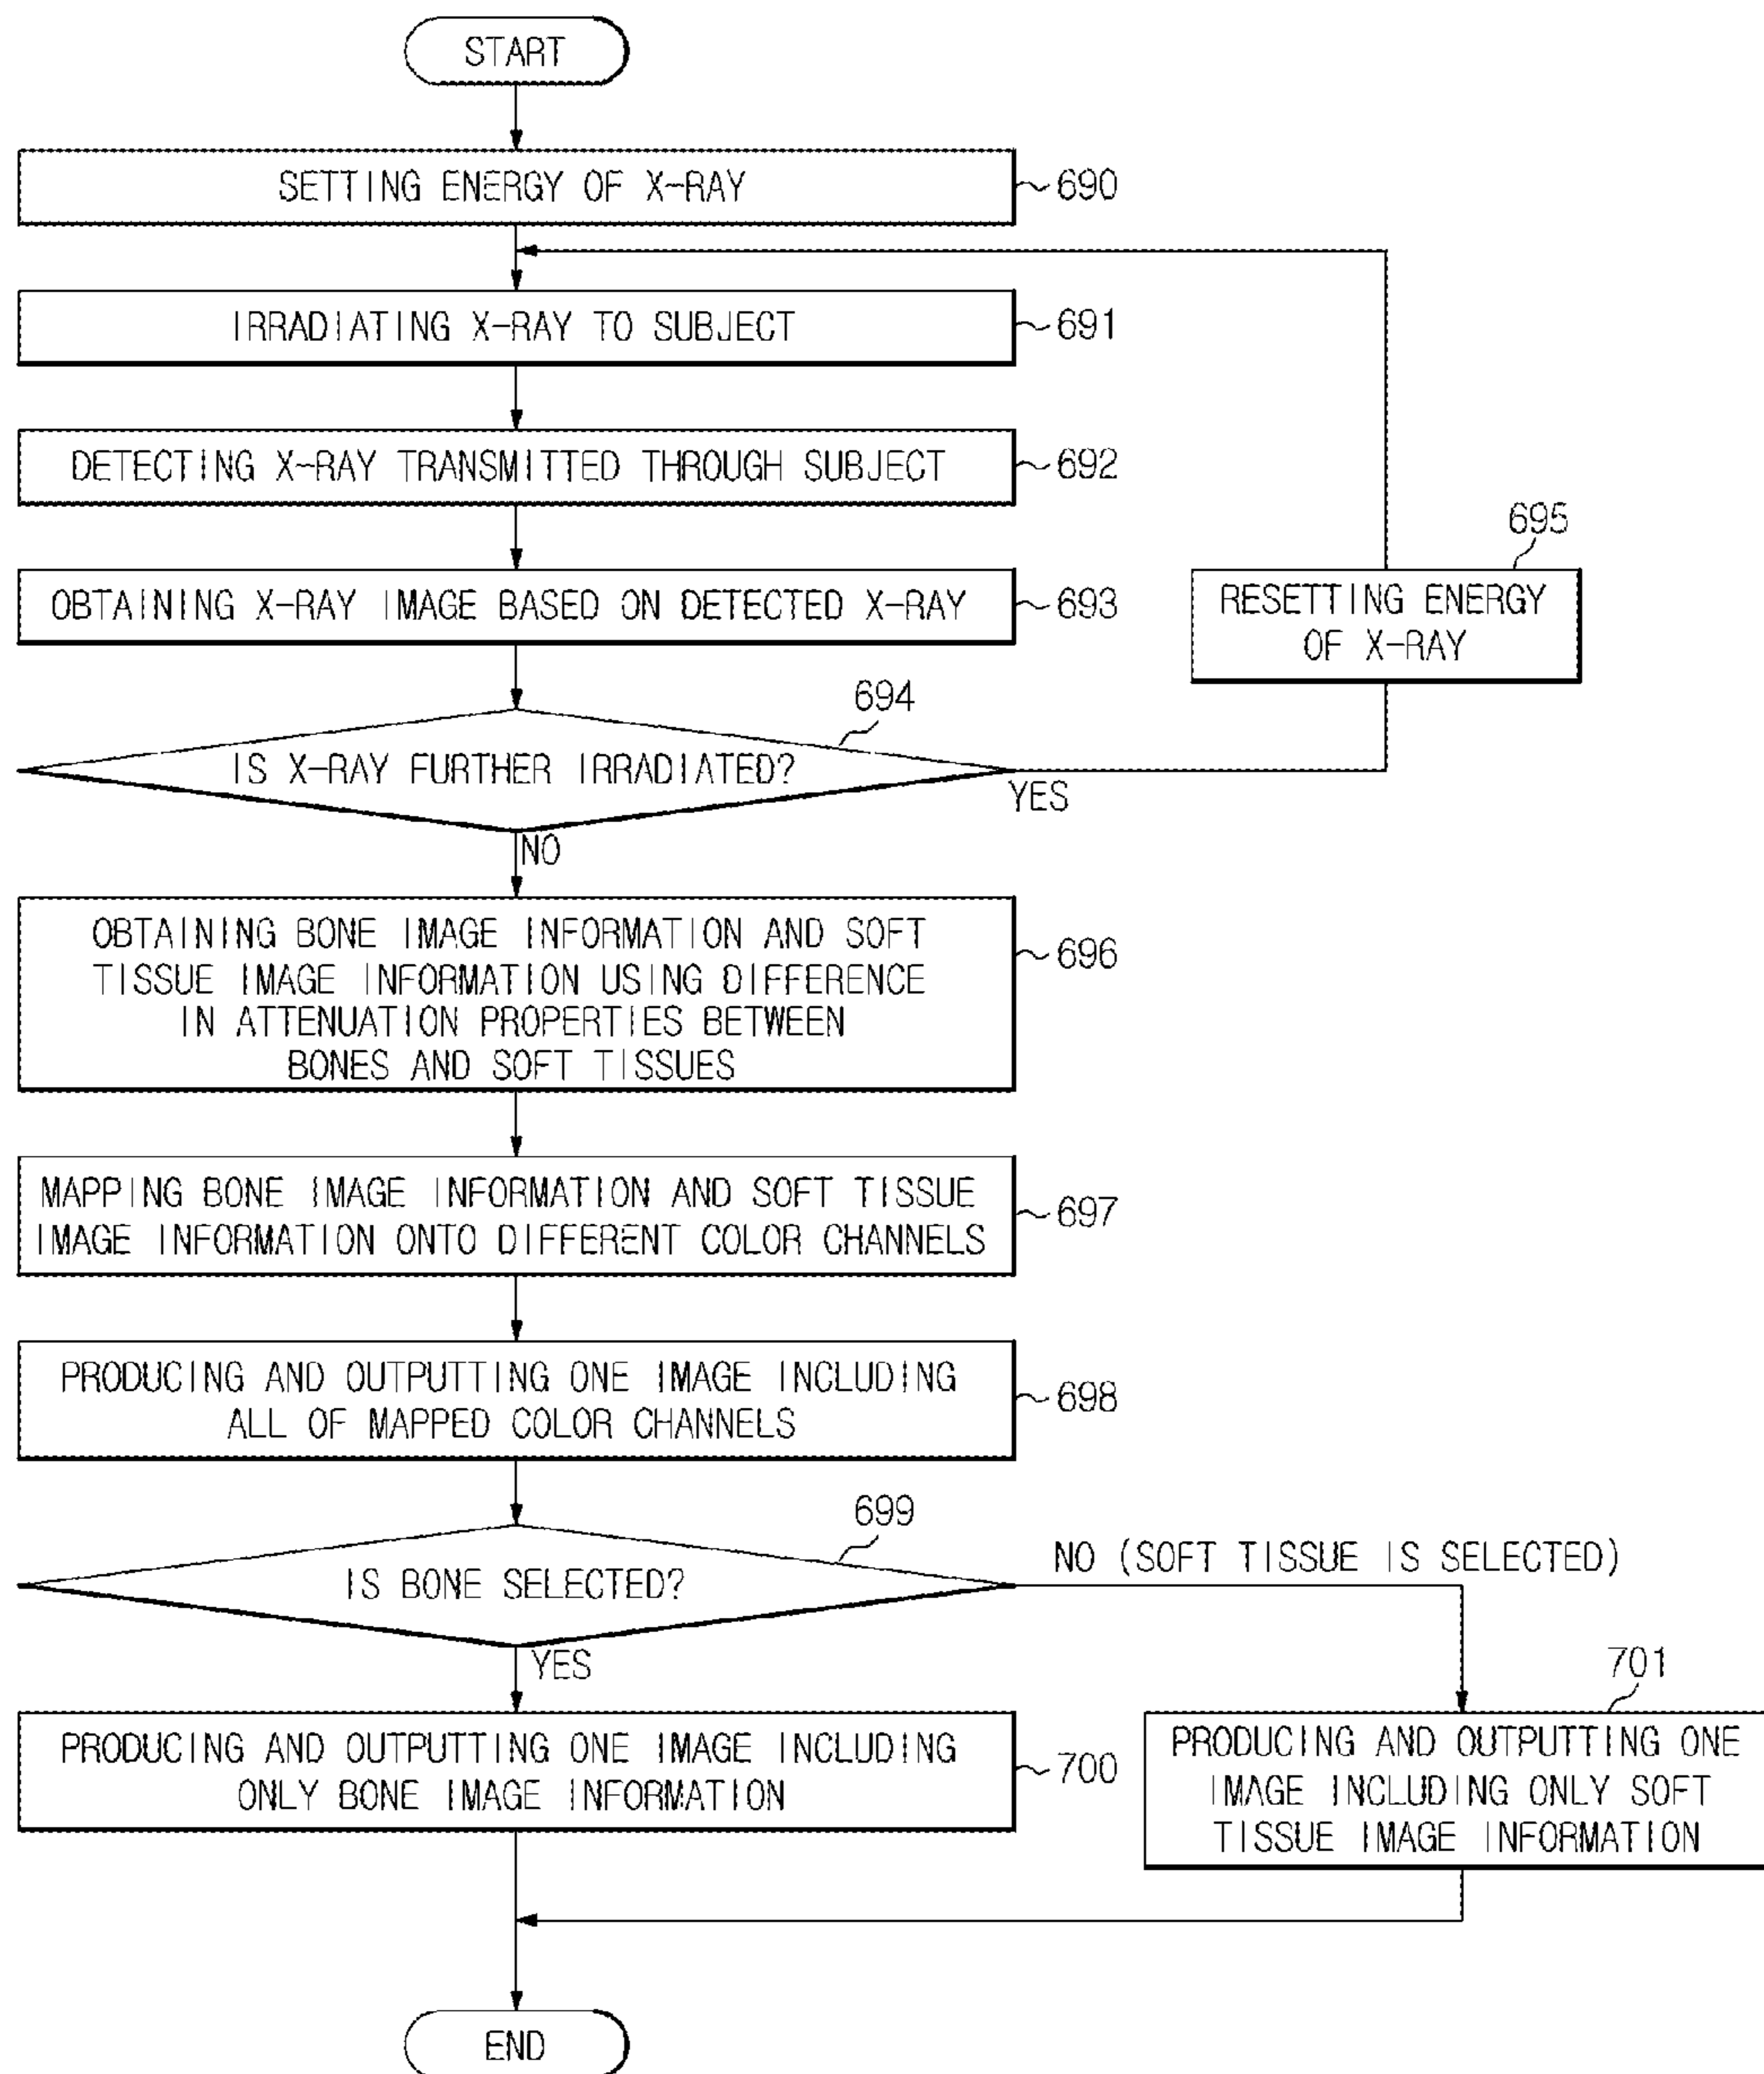 START
SETTING ENERGY OF X-RAY
690
IRRADIATING X-RAY TO SUBJECT
691
DETECTING X-RAY TRANSMITTED THROUGH SUBJECT
692
695
OBTAINING X-RAY IMAGE BASED ON DETECTED X-RAY
693
RESETTING ENERGY
OF X-RAY
694
IS X-RAY FURTHER IRRADIATED?
YES
NO
OBTAINING BONE IMAGE INFORMATION AND SOFT
TISSUE IMAGE INFORMATION USING DIFFERENCE
IN ATTENUATION PROPERTIES BETWEEN
BONES AND SOFT TISSUES
696
MAPPING BONE IMAGE INFORMATION AND SOFT TISSUE
IMAGE INFORMATION ONTO DIFFERENT COLOR CHANNELS
697
PRODUCING AND OUTPUTTING ONE IMAGE INCLUDING
ALL OF MAPPED COLOR CHANNELS
698
699
IS BONE SELECTED?
NO (SOFT TISSUE IS SELECTED)
YES
701
PRODUCING AND OUTPUTTING ONE IMAGE INCLUDING
ONLY BONE IMAGE INFORMATION
700
PRODUCING AND OUTPUTTING ONE
IMAGE INCLUDING ONLY SOFT
TISSUE IMAGE INFORMATION
END